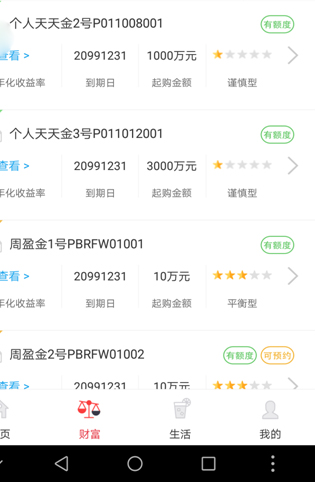 个人天天金2号P011008001 有额度
查看 > 20991231 1000万元
年化收益率 到期日 起购金额 谨慎型
个人天天金3号P011012001 有额度
查看 > 20991231 3000万元
年化收益率 到期日 起购金额 谨慎型
周盈金1号PBRFW01001 有额度
查看 > 20991231 10万元
年化收益率 到期日 起购金额 平衡型
周盈金2号PBRFW01002 有额度 可预约
查看 > 20991231 10万元
页 财富 生活 我的